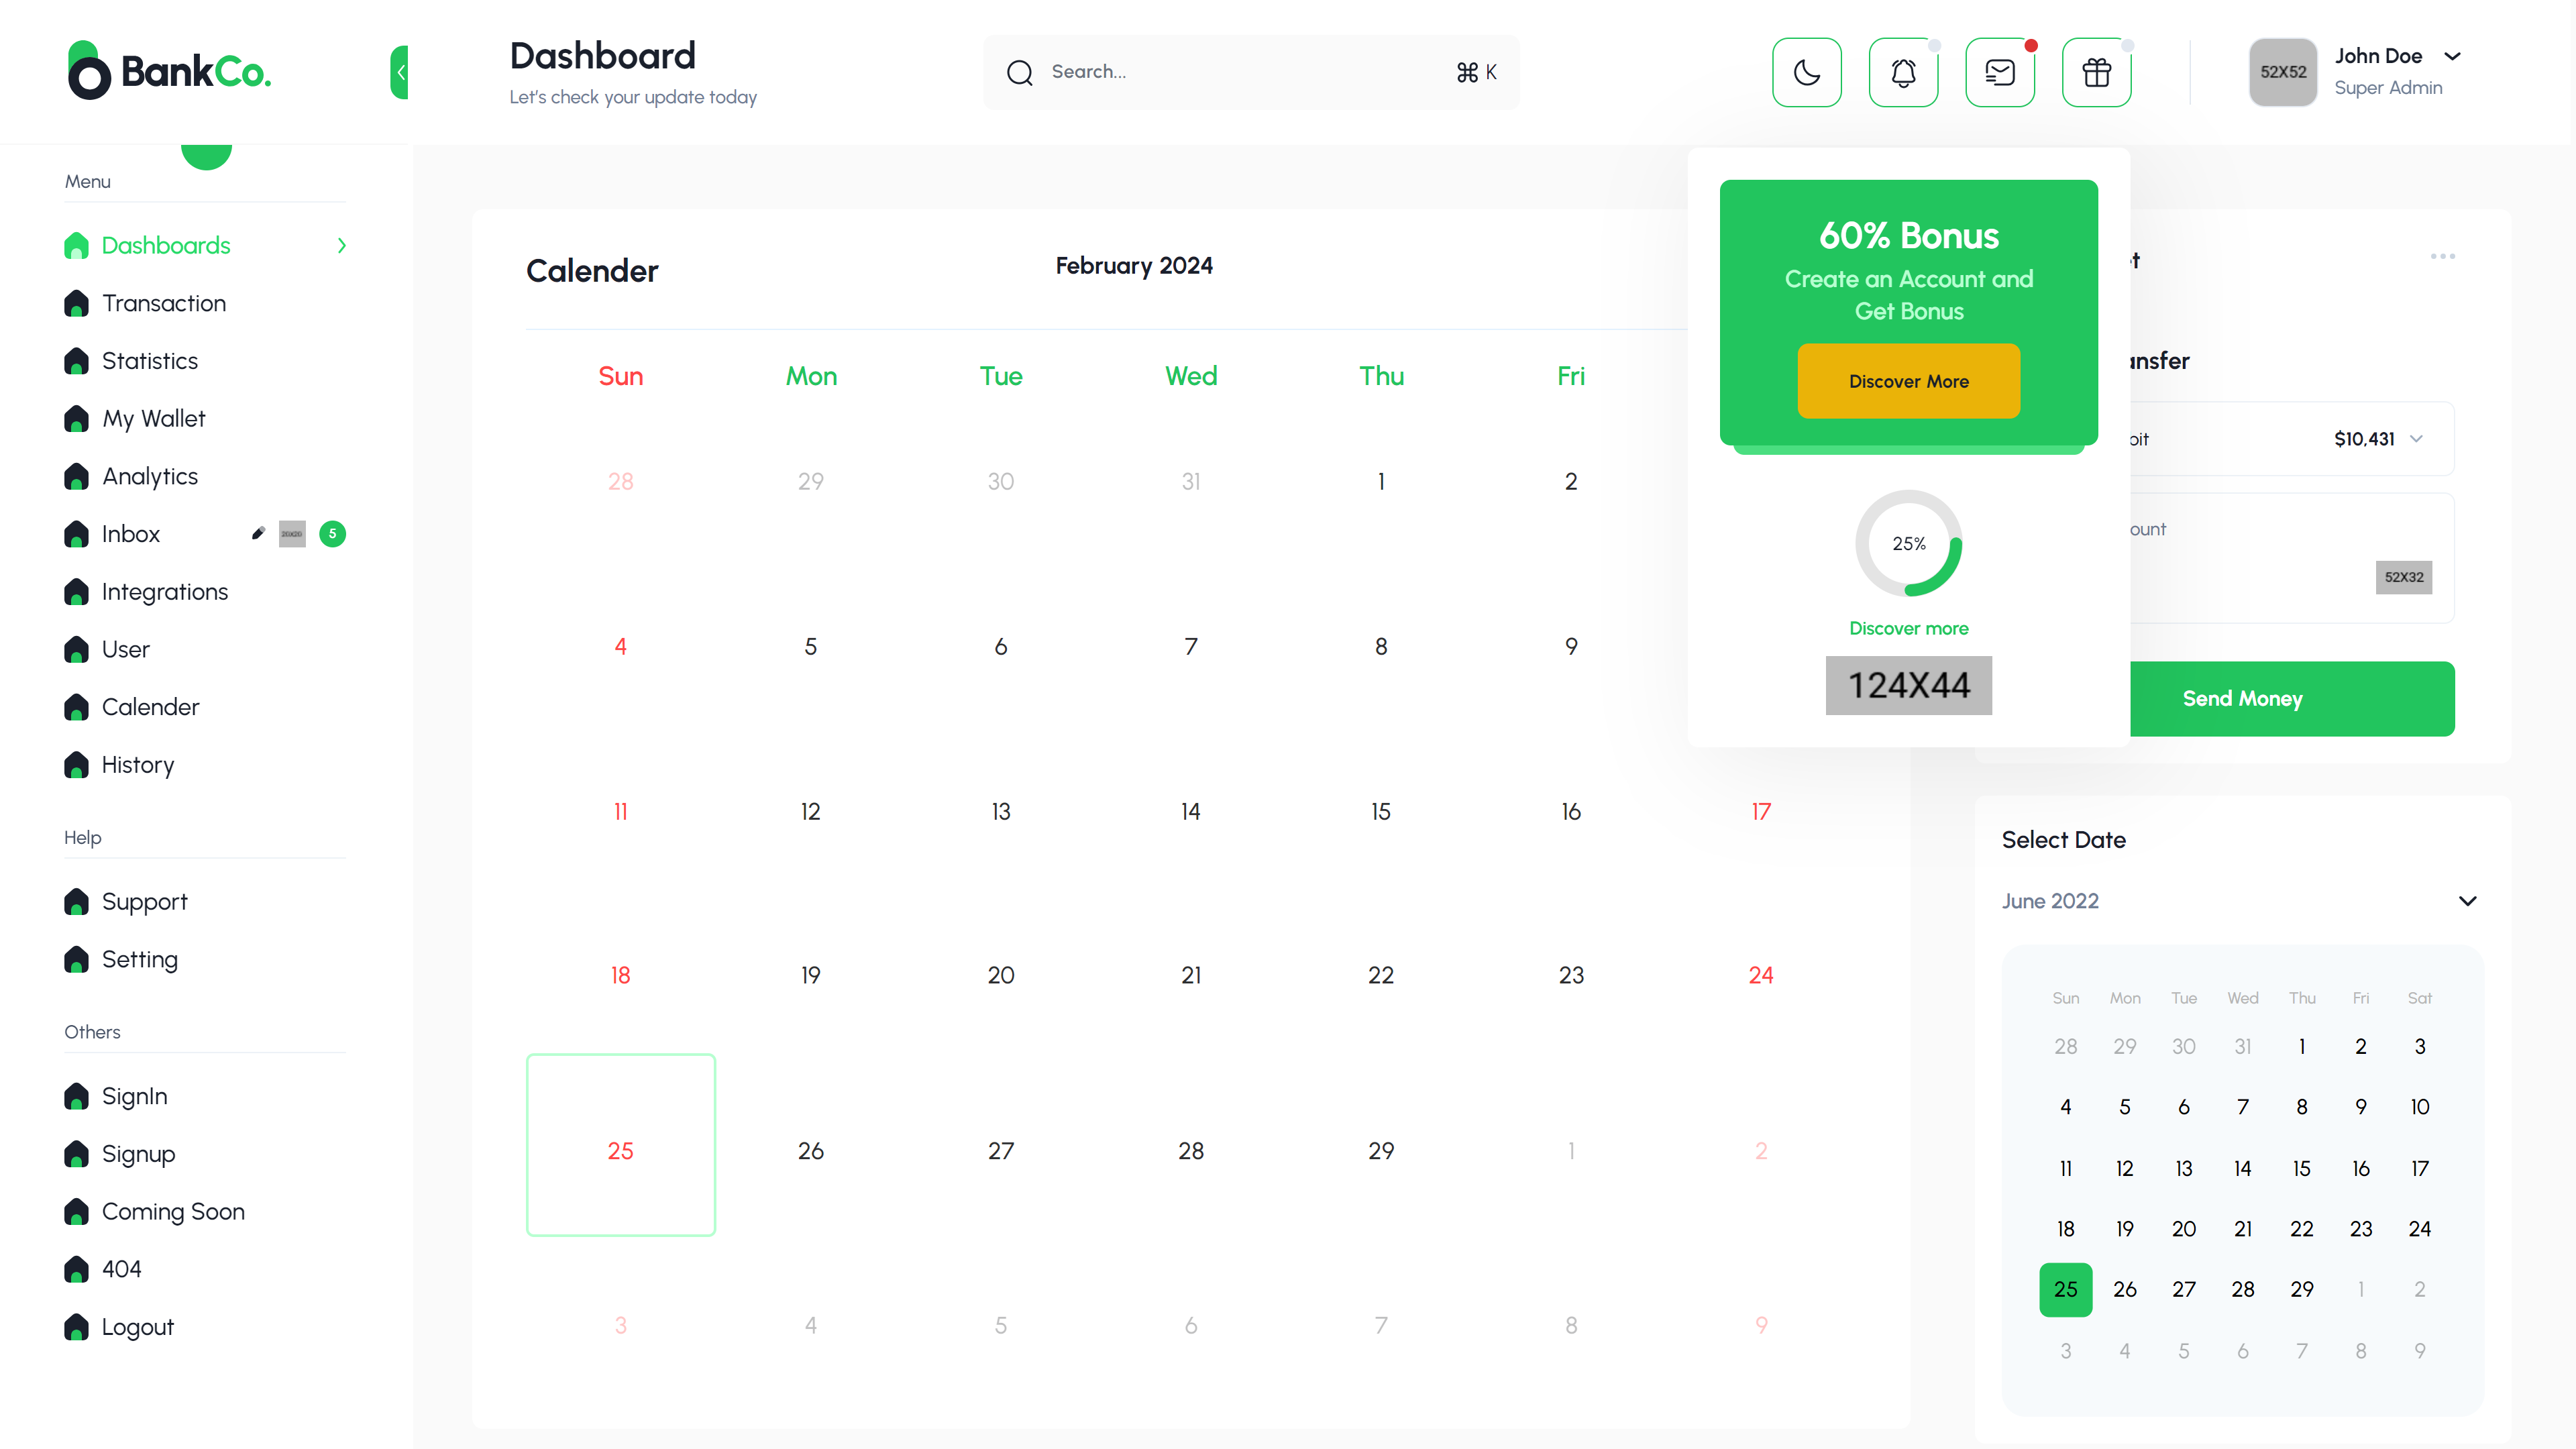 BankCo.
Dashboard
Let's check your update today
Search...
⌘ K
52X52
John Doe
Super Admin
Menu
Dashboards
Transaction
Statistics
My Wallet
Analytics
Inbox
20X20
5
Integrations
User
Calender
History
Help
Support
Setting
Others
SignIn
Signup
Coming Soon
404
Logout
Calender
February 2024
Sun Mon Tue Wed Thu Fri
28 29 30 31 1 2
4 5 6 7 8 9
11 12 13 14 15 16 17
18 19 20 21 22 23 24
25 26 27 28 29 1 2
3 4 5 6 7 8 9
60% Bonus
Create an Account and
Get Bonus
Discover More
25%
Discover more
124X44
$10,431
52X32
Send Money
Select Date
June 2022
Sun Mon Tue Wed Thu Fri Sat
28 29 30 31 1 2 3
4 5 6 7 8 9 10
11 12 13 14 15 16 17
18 19 20 21 22 23 24
25 26 27 28 29 1 2
3 4 5 6 7 8 9